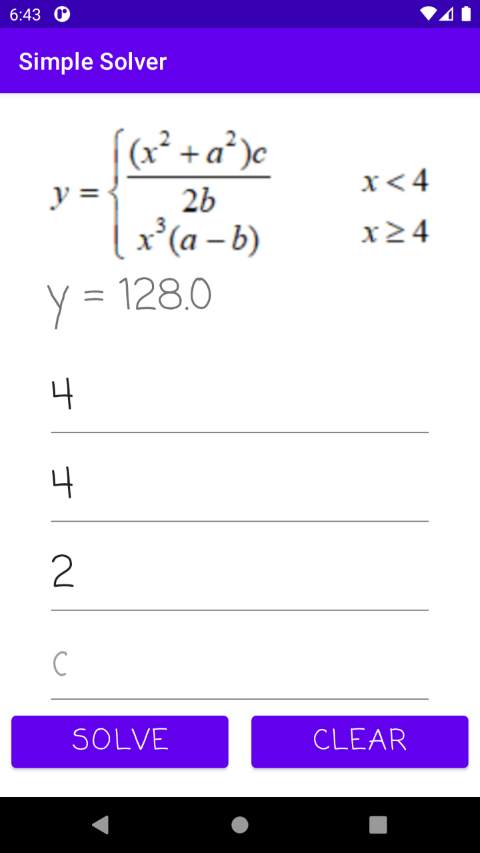 6:43
Simple Solver
y = { (x² + a²)c / 2b    x < 4
x³(a − b)    x ≥ 4
y = 128.0
4
4
2
c
SOLVE CLEAR